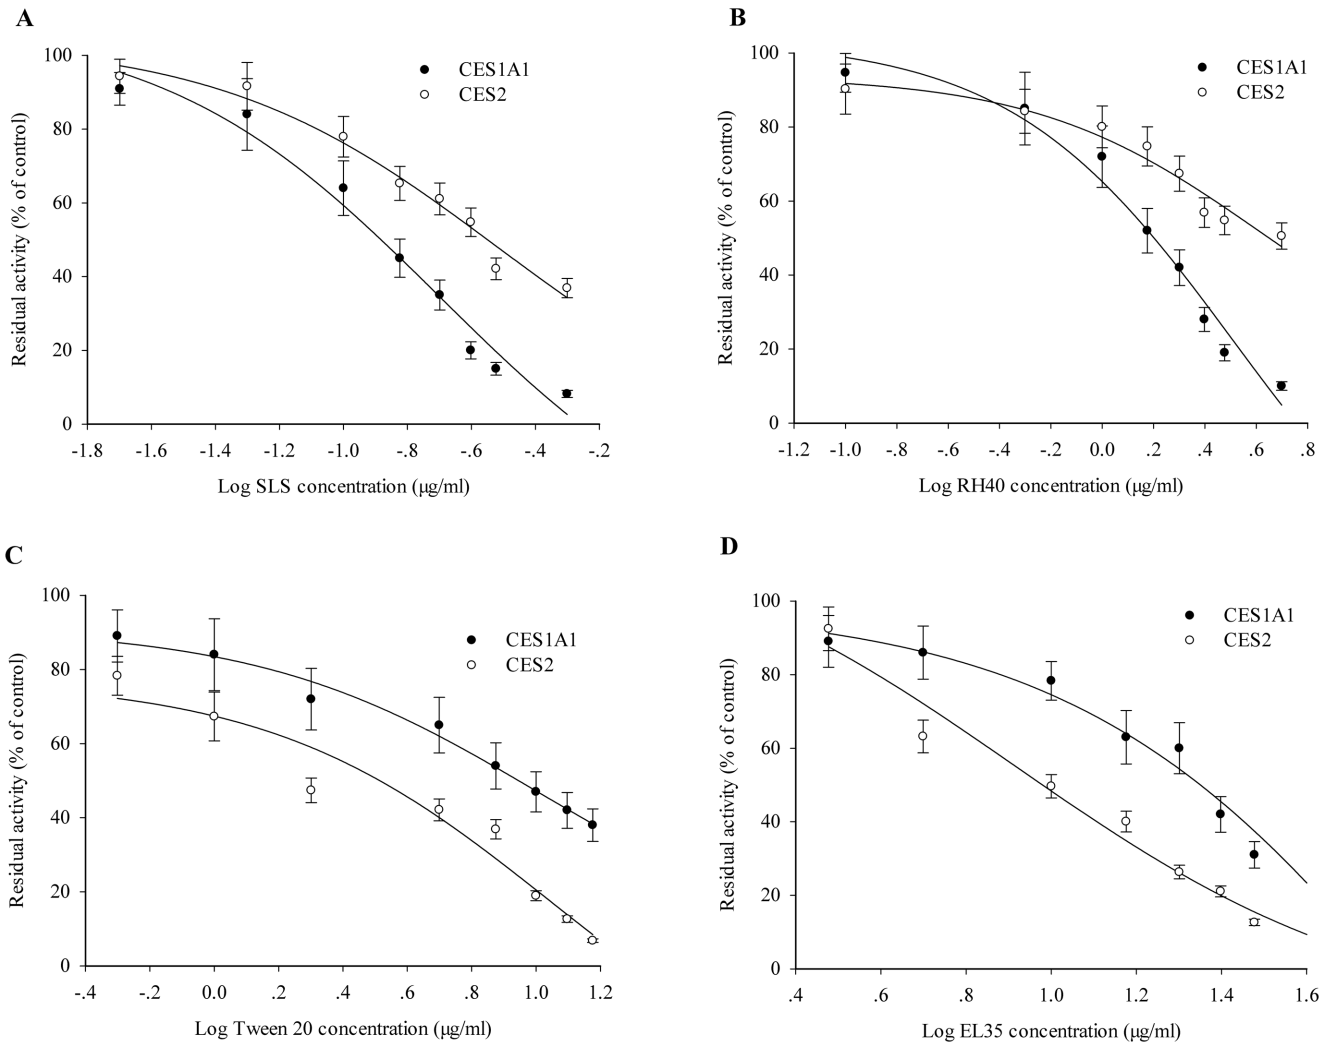 A
Residual activity (% of control)
100
80
60
40
20
0
CES1A1
CES2
-1.8 -1.6 -1.4 -1.2 -1.0 -.8 -.6 -.4 -.2
Log SLS concentration (μg/ml)
B
Residual activity (% of control)
100
80
60
40
20
0
CES1A1
CES2
-1.2 -1.0 -.8 -.6 -.4 -.2 0.0 .2 .4 .6 .8
Log RH40 concentration (μg/ml)
C
Residual activity (% of control)
100
80
60
40
20
0
CES1A1
CES2
-.4 -.2 0.0 .2 .4 .6 .8 1.0 1.2
Log Tween 20 concentration (μg/ml)
D
Residual activity (% of control)
100
80
60
40
20
0
CES1A1
CES2
.4 .6 .8 1.0 1.2 1.4 1.6
Log EL35 concentration (μg/ml)